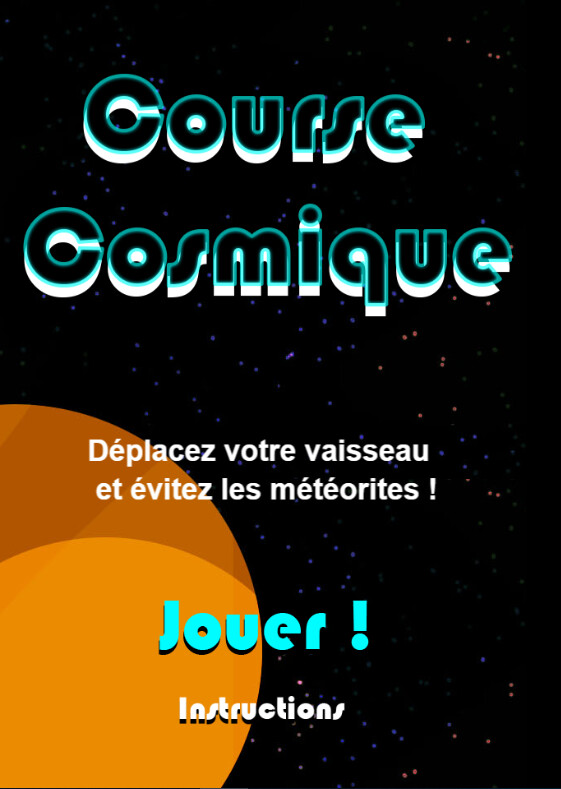 Course
Cosmique
Déplacez votre vaisseau
et évitez les météorites !
Jouer !
Instructions